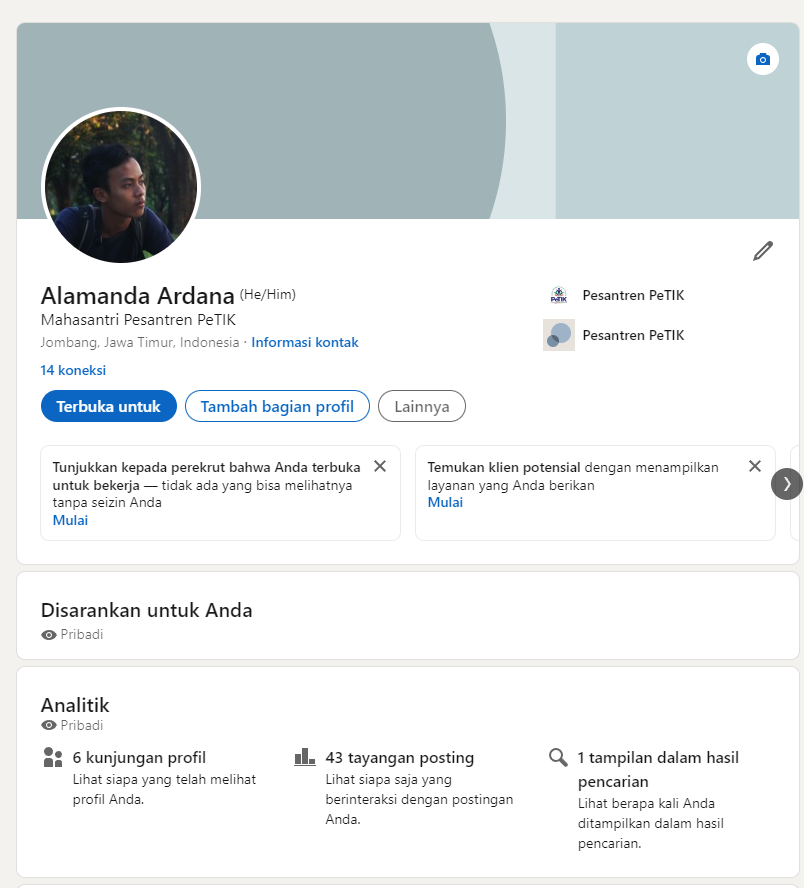 Alamanda Ardana (He/Him)
Mahasantri Pesantren PeTIK
Jombang, Jawa Timur, Indonesia · Informasi kontak
14 koneksi
PeTIK
Pesantren PeTIK
Pesantren PeTIK
Terbuka untuk
Tambah bagian profil
Lainnya
Tunjukkan kepada perekrut bahwa Anda terbuka
untuk bekerja — tidak ada yang bisa melihatnya
tanpa seizin Anda
Mulai
Temukan klien potensial dengan menampilkan
layanan yang Anda berikan
Mulai
Disarankan untuk Anda
Pribadi
Analitik
Pribadi
6 kunjungan profil
Lihat siapa yang telah melihat
profil Anda.
43 tayangan posting
Lihat siapa saja yang
berinteraksi dengan postingan
Anda.
1 tampilan dalam hasil
pencarian
Lihat berapa kali Anda
ditampilkan dalam hasil
pencarian.